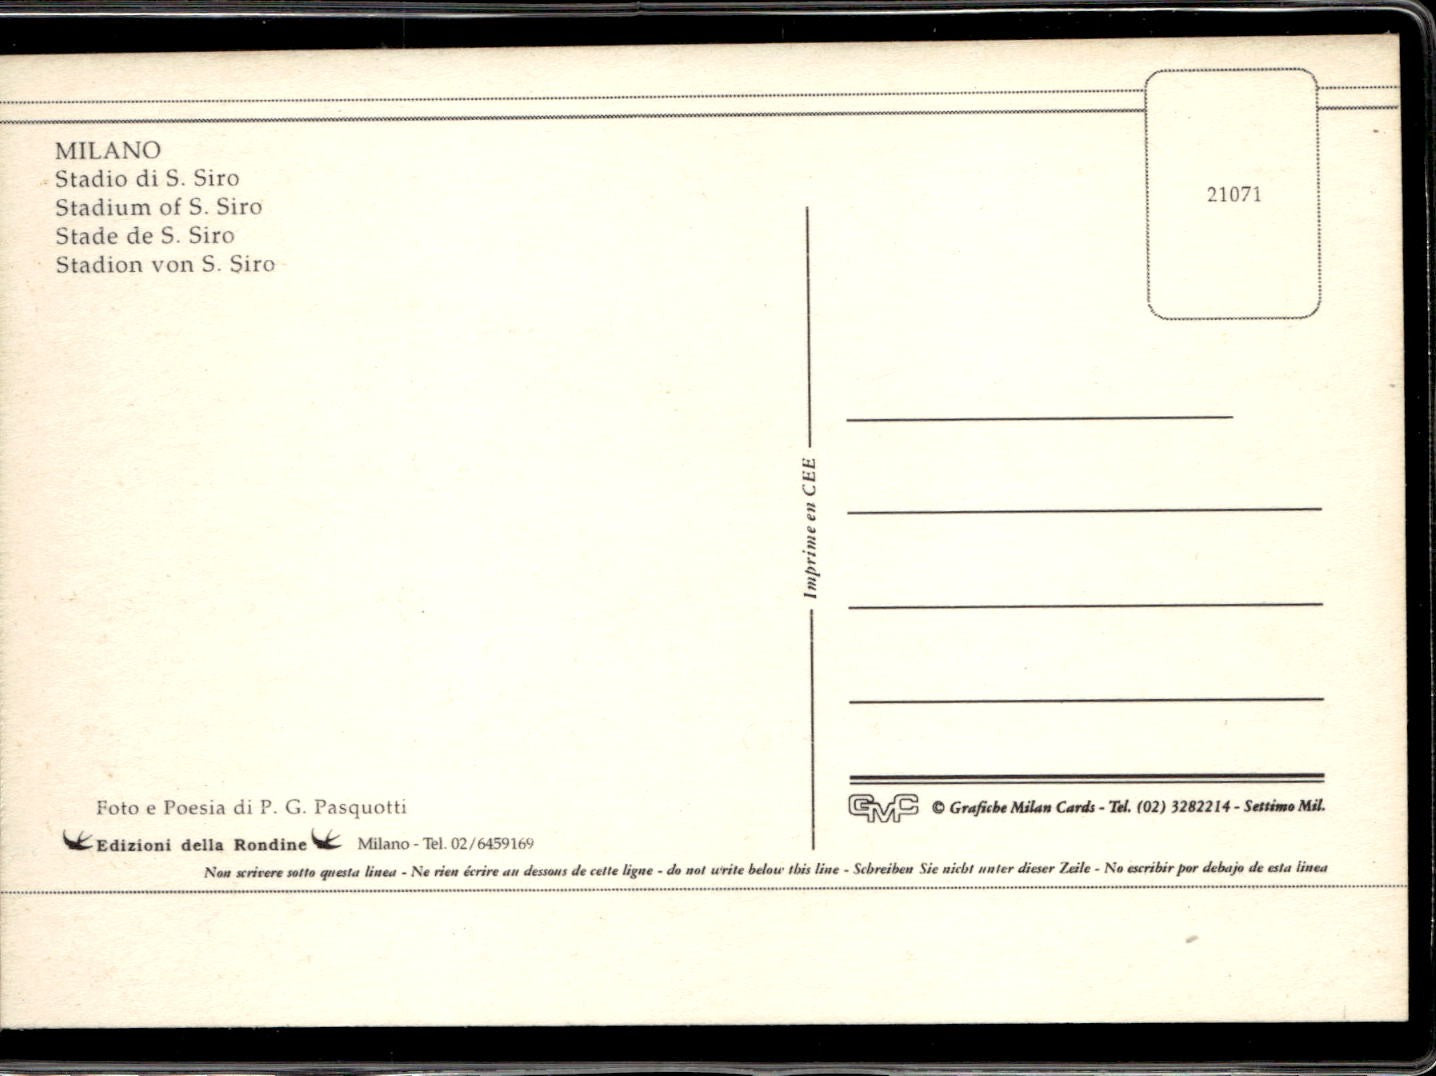 MILANO
Stadio di S. Siro
Stadium of S. Siro
Stade de S. Siro
Stadion von S. Siro
21071
Imprime en CEE
Foto e Poesia di P. G. Pasquotti
Edizioni della Rondine Milano - Tel. 02/6459169
GMC © Grafiche Milan Cards - Tel. (02) 3282214 - Settimo Mil.
Non scrivere sotto questa linea - Ne rien écrire au dessous de cette ligne - do not write below this line - Schreiben Sie nicht unter dieser Zeile - No escribir por debajo de esta linea